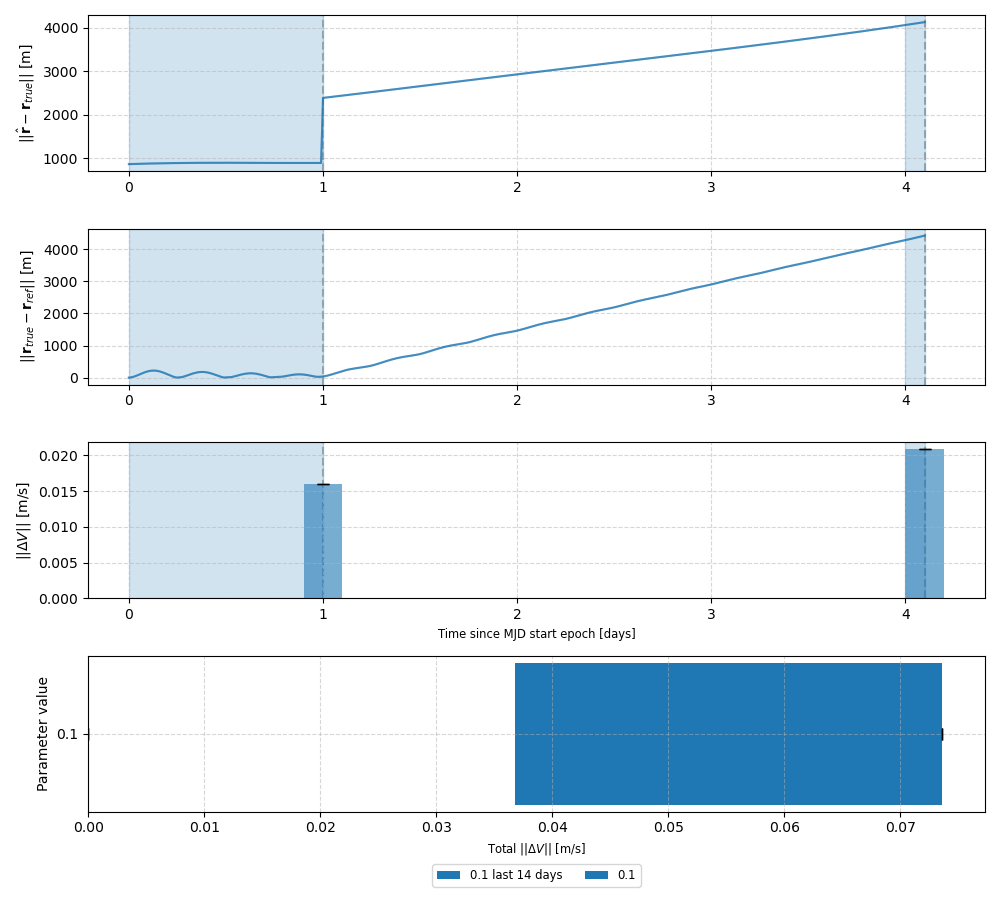 ||r̂ − r_true|| [m]
4000
3000
2000
1000
0 1 2 3 4
||r_true − r_ref|| [m]
4000
3000
2000
1000
0
0 1 2 3 4
||ΔV|| [m/s]
0.020
0.015
0.010
0.005
0.000
0 1 2 3 4
Time since MJD start epoch [days]
Parameter value
0.1
0.00 0.01 0.02 0.03 0.04 0.05 0.06 0.07
Total ||ΔV|| [m/s]
0.1 last 14 days 0.1